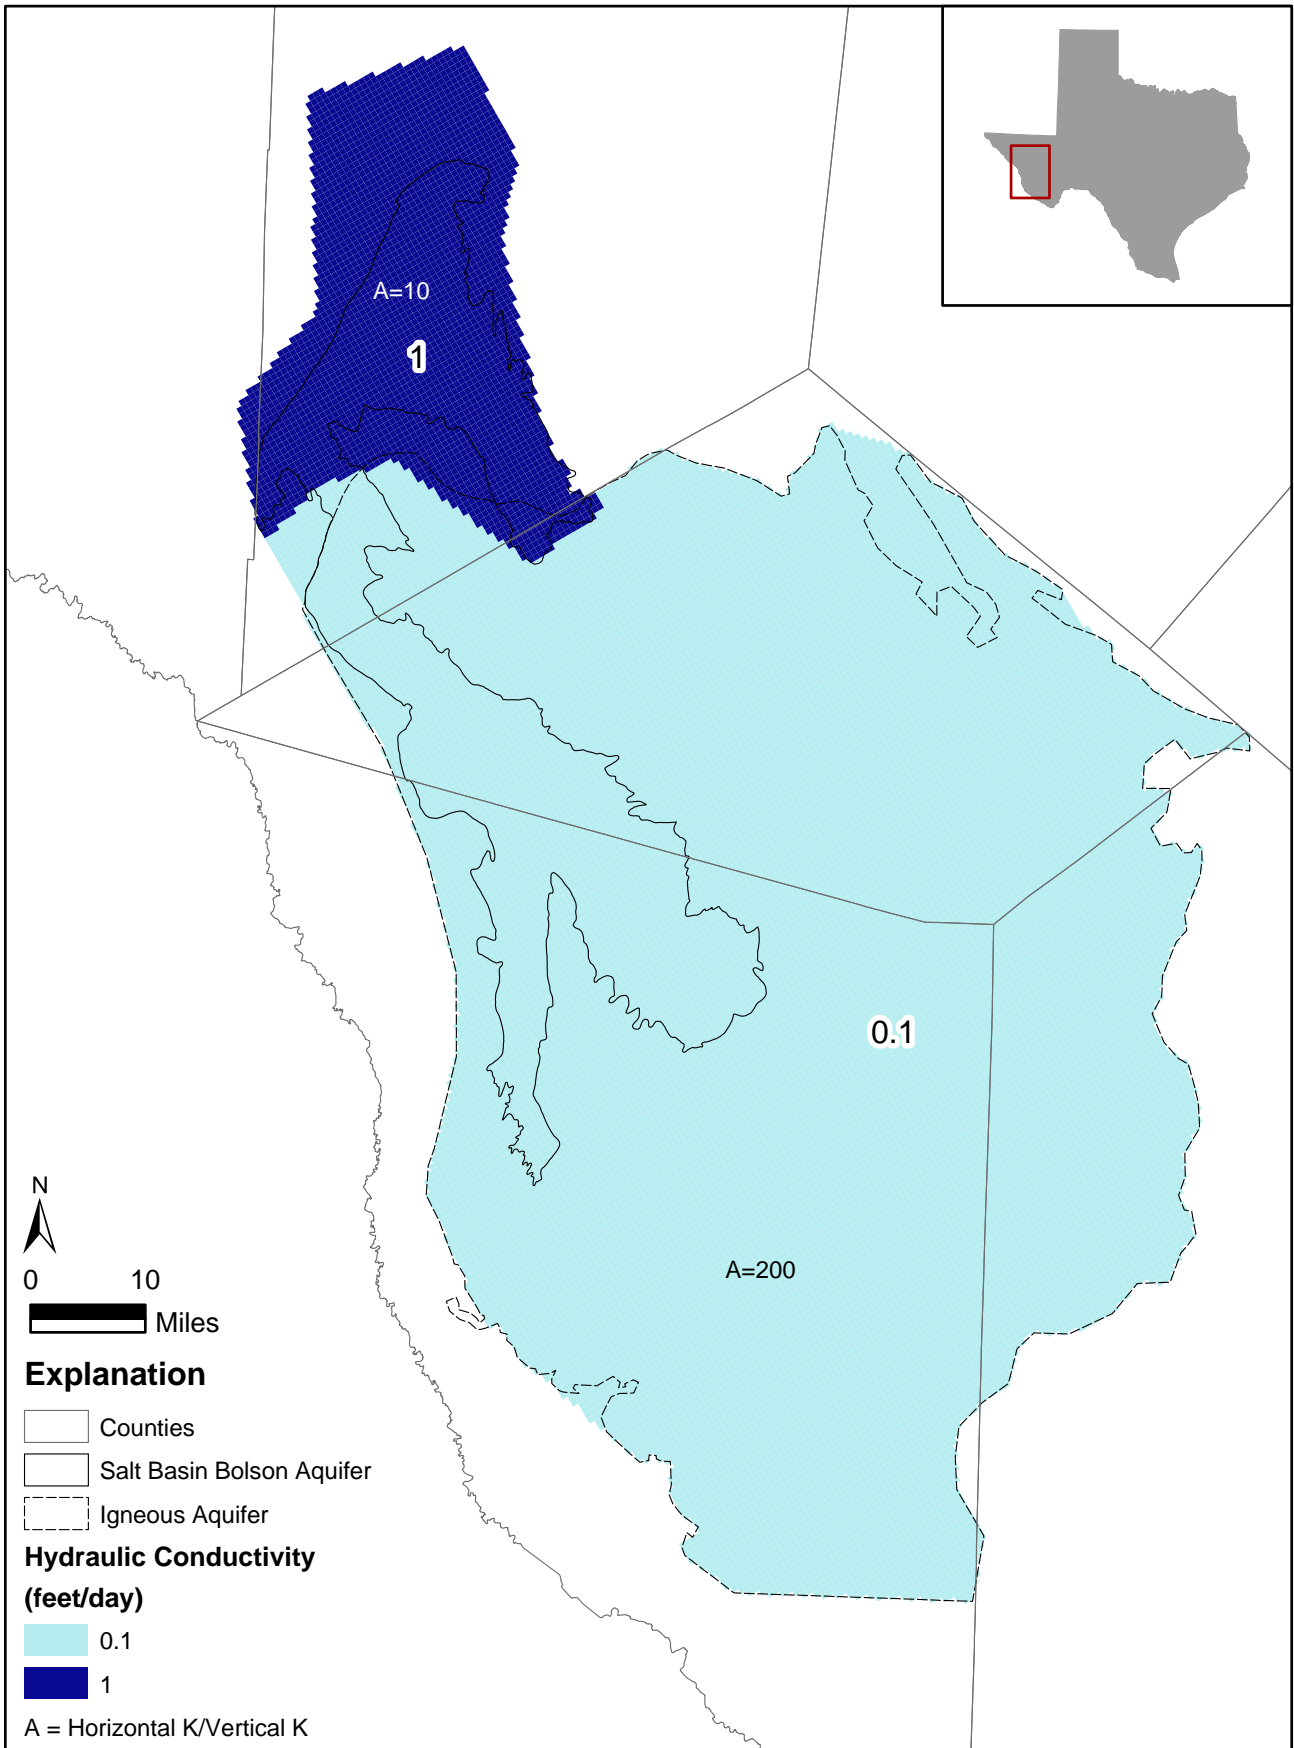 A=10
1
0.1
A=200
N
0 10
Miles
Explanation
Counties
Salt Basin Bolson Aquifer
Igneous Aquifer
Hydraulic Conductivity
(feet/day)
0.1
1
A = Horizontal K/Vertical K